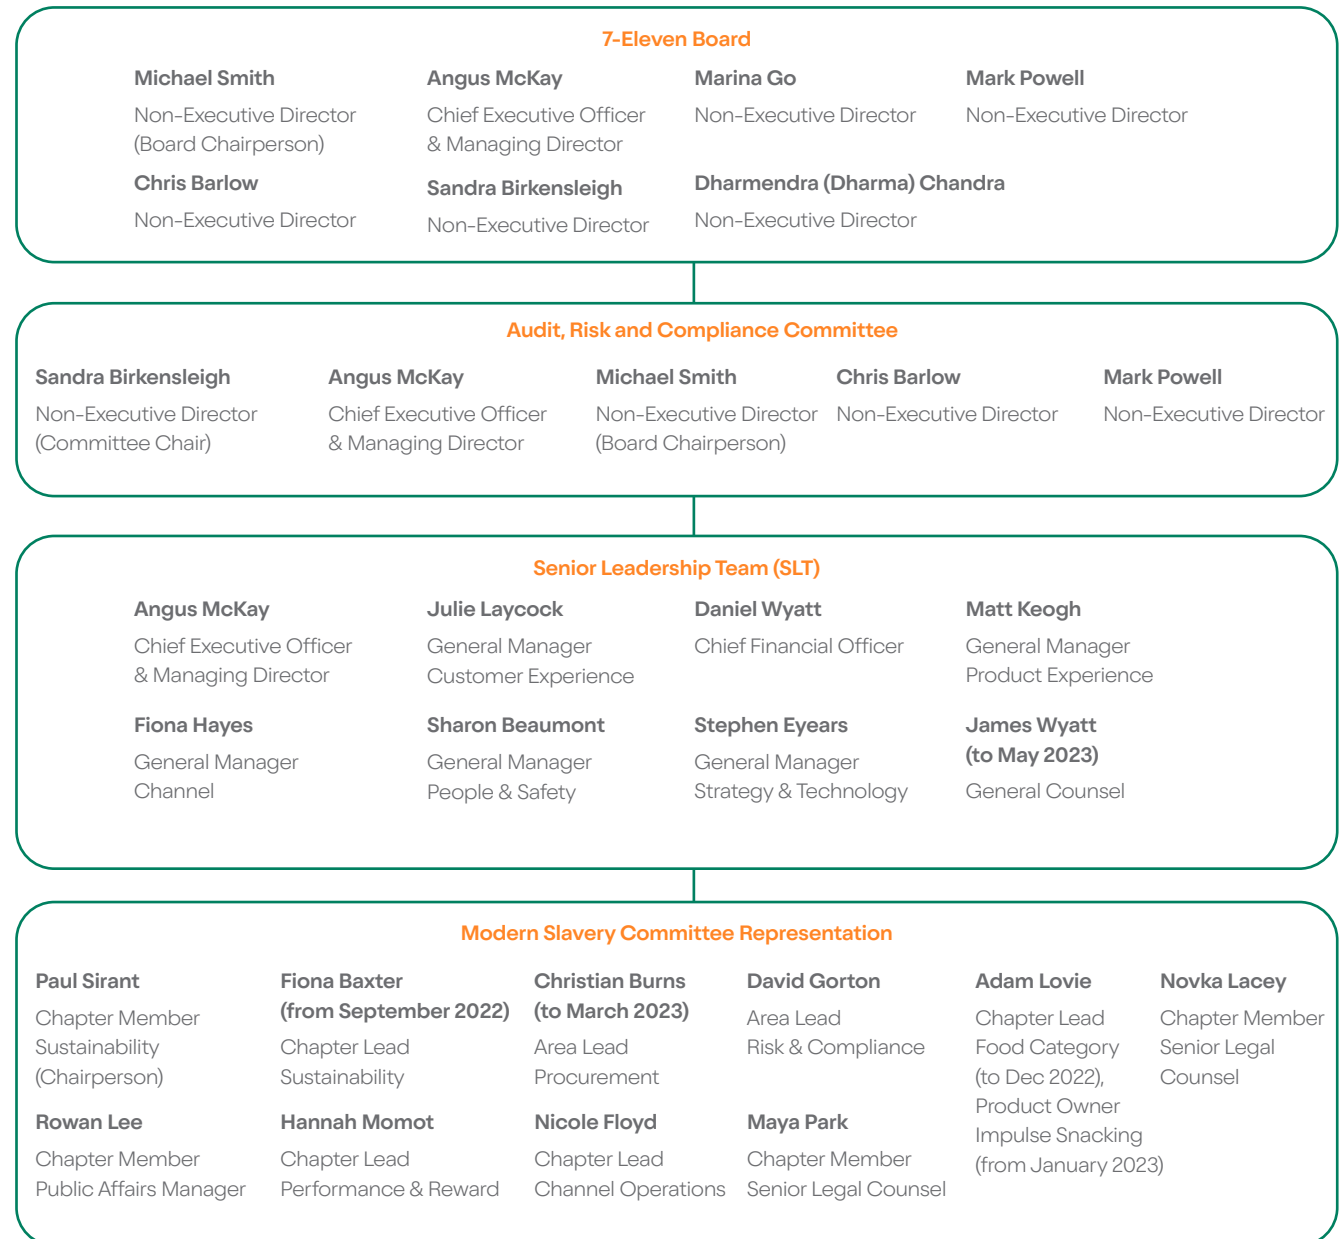 7-Eleven Board
Michael Smith
Non-Executive Director
(Board Chairperson)
Angus McKay
Chief Executive Officer
& Managing Director
Marina Go
Non-Executive Director
Mark Powell
Non-Executive Director
Chris Barlow
Non-Executive Director
Sandra Birkensleigh
Non-Executive Director
Dharmendra (Dharma) Chandra
Non-Executive Director
Audit, Risk and Compliance Committee
Sandra Birkensleigh
Non-Executive Director
(Committee Chair)
Angus McKay
Chief Executive Officer
& Managing Director
Michael Smith
Non-Executive Director
(Board Chairperson)
Chris Barlow
Non-Executive Director
Mark Powell
Non-Executive Director
Senior Leadership Team (SLT)
Angus McKay
Chief Executive Officer
& Managing Director
Julie Laycock
General Manager
Customer Experience
Daniel Wyatt
Chief Financial Officer
Matt Keogh
General Manager
Product Experience
Fiona Hayes
General Manager
Channel
Sharon Beaumont
General Manager
People & Safety
Stephen Eyears
General Manager
Strategy & Technology
James Wyatt
(to May 2023)
General Counsel
Modern Slavery Committee Representation
Paul Sirant
Chapter Member
Sustainability
(Chairperson)
Fiona Baxter
(from September 2022)
Chapter Lead
Sustainability
Christian Burns
(to March 2023)
Area Lead
Procurement
David Gorton
Area Lead
Risk & Compliance
Adam Lovie
Chapter Lead
Food Category
(to Dec 2022),
Product Owner
Impulse Snacking
(from January 2023)
Novka Lacey
Chapter Member
Senior Legal
Counsel
Rowan Lee
Chapter Member
Public Affairs Manager
Hannah Momot
Chapter Lead
Performance & Reward
Nicole Floyd
Chapter Lead
Channel Operations
Maya Park
Chapter Member
Senior Legal Counsel